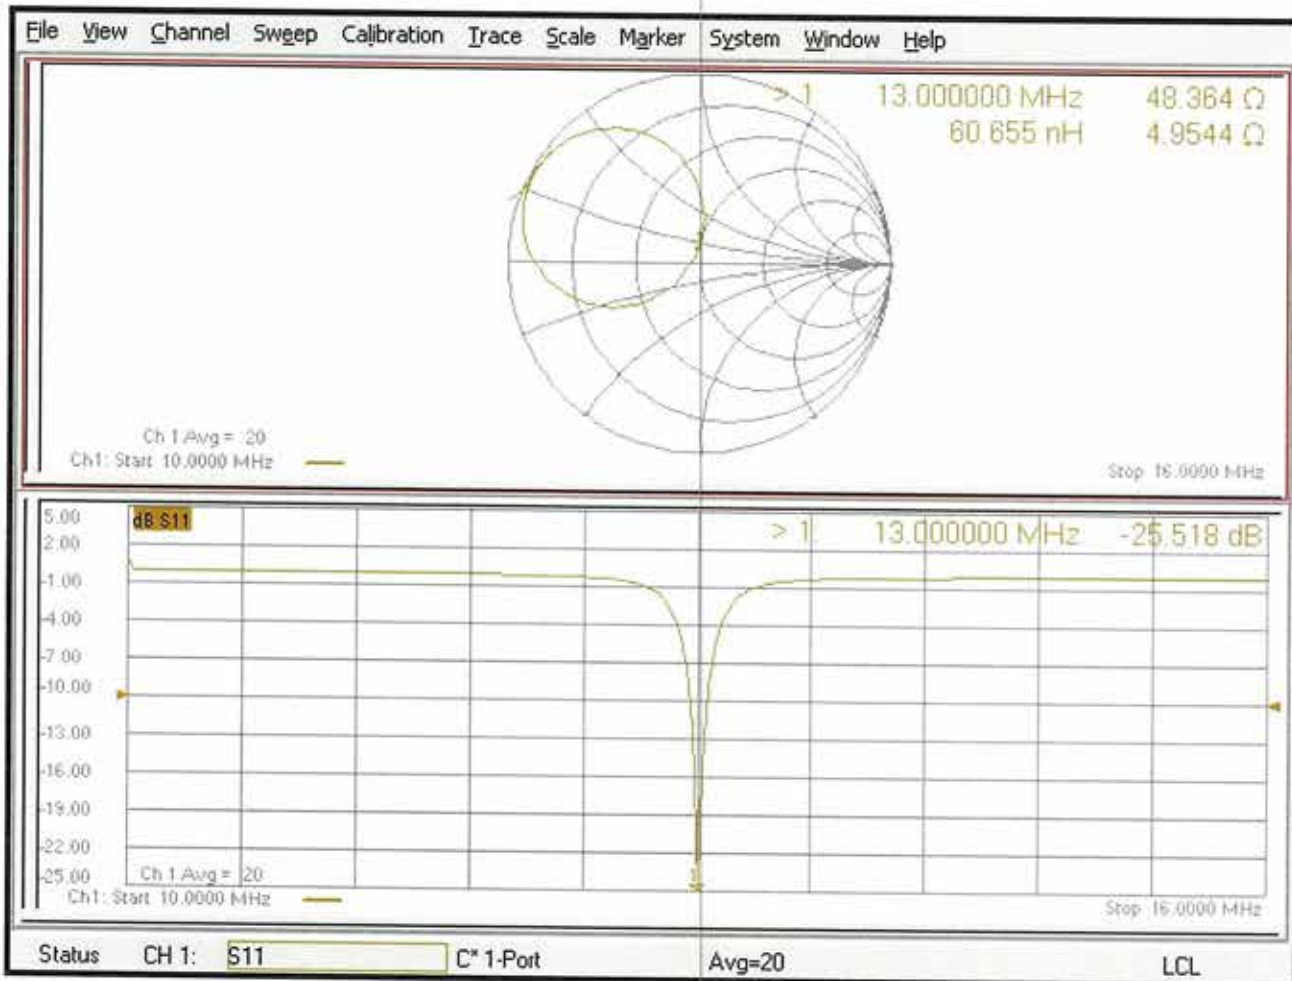 File View Channel Sweep Calibration Trace Scale Marker System Window Help
> 1 13.000000 MHz 48.364 Ω
60.655 nH 4.9544 Ω
1
Ch 1 Avg = 20
Ch1: Start 10.0000 MHz
Stop 16.0000 MHz
5.00
dB S11
> 1 13.000000 MHz -25.518 dB
2.00
-1.00
-4.00
-7.00
-10.00
-13.00
-16.00
-19.00
-22.00
-25.00
1
Ch 1 Avg = 20
Ch1: Start 10.0000 MHz
Stop 16.0000 MHz
Status CH 1: S11 C* 1-Port Avg=20 LCL